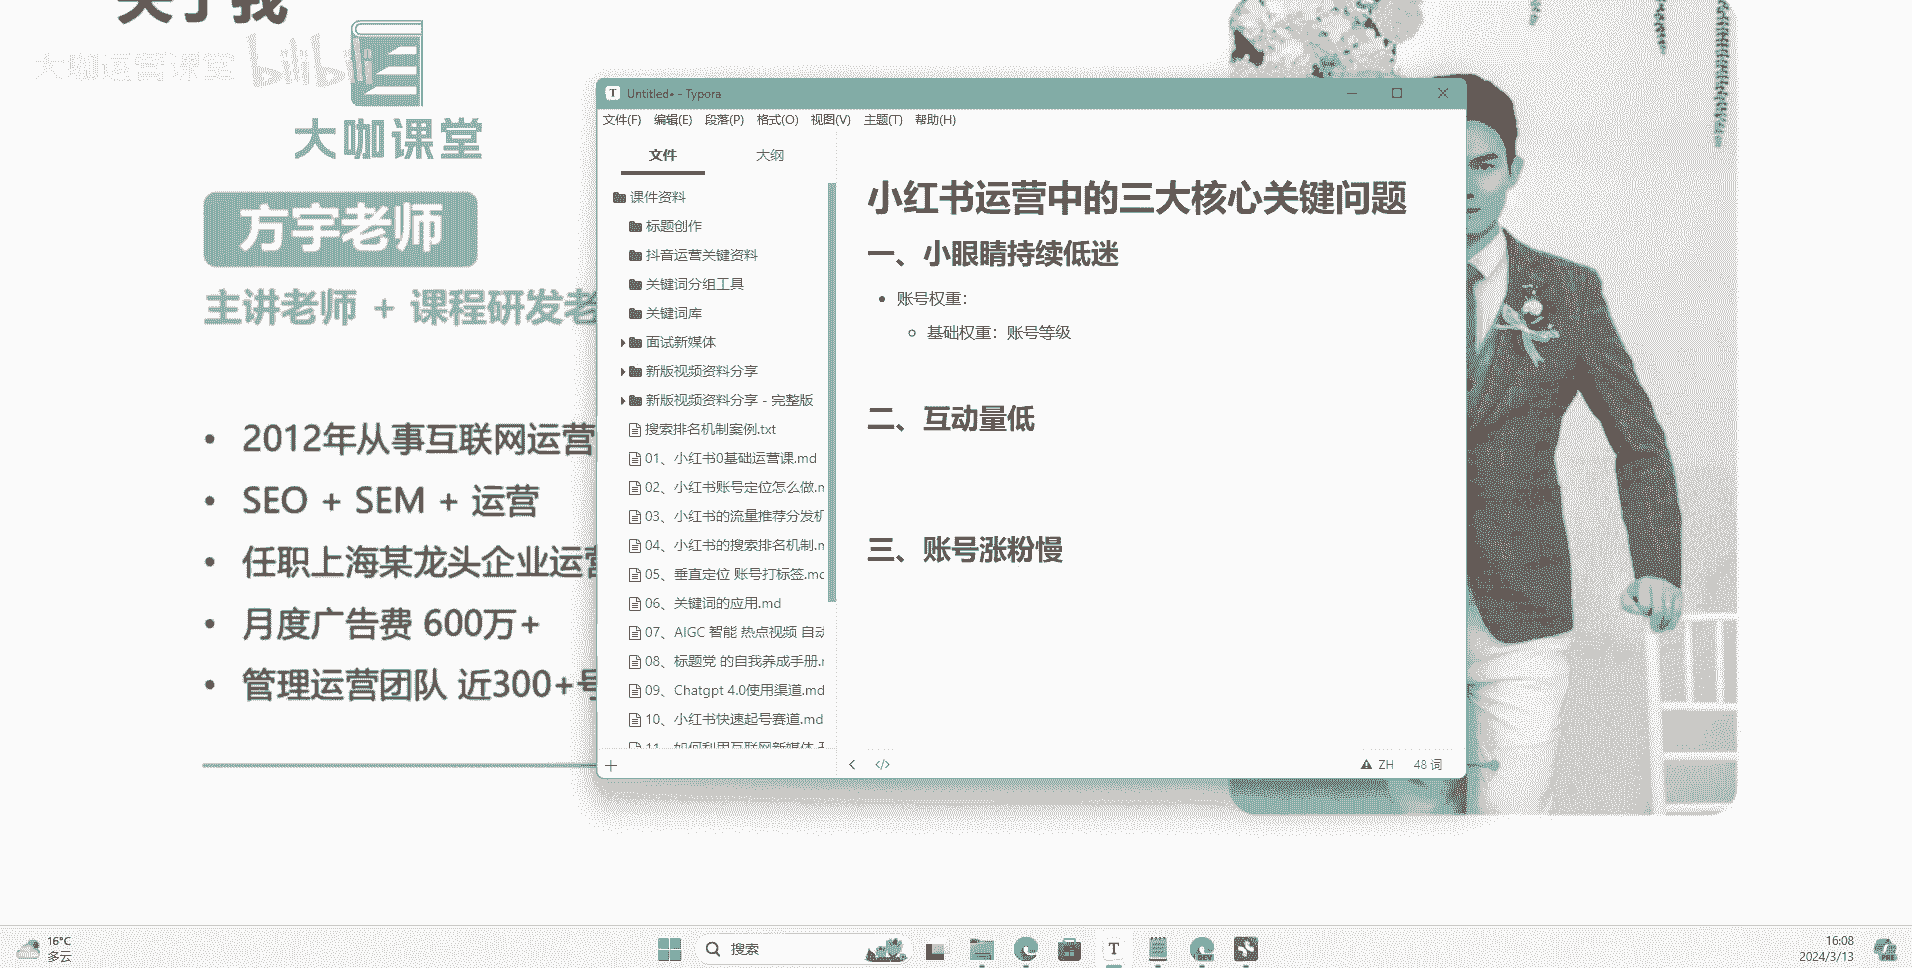 关于我
大咖运营课堂 bilibili
大咖课堂
方宇老师
主讲老师 + 课程研发老
2012年从事互联网运营
SEO + SEM + 运营
任职上海某龙头企业运营
月度广告费 600万+
管理运营团队 近300+号
Untitled• - Typora
文件(F) 编辑(E) 段落(P) 格式(O) 视图(V) 主题(T) 帮助(H)
文件 大纲
课件资料
标题创作
抖音运营关键资料
关键词分组工具
关键词库
面试新媒体
新版视频资料分享
新版视频资料分享 - 完整版
搜索排名机制案例.txt
01、小红书0基础运营课.md
02、小红书账号定位怎么做.m
03、小红书的流量推荐分发机
04、小红书的搜索排名机制.m
05、垂直定位 账号打标签.md
06、关键词的应用.md
07、AIGC 智能 热点视频 自动
08、标题党 的自我养成手册.m
09、Chatgpt 4.0使用渠道.md
10、小红书快速起号赛道.md
11、如何利用互联网新媒体
小红书运营中的三大核心关键问题
一、小眼睛持续低迷
账号权重：
基础权重：账号等级
二、互动量低
三、账号涨粉慢
ZH 48 词
16°C
多云
搜索
16:08
2024/3/13